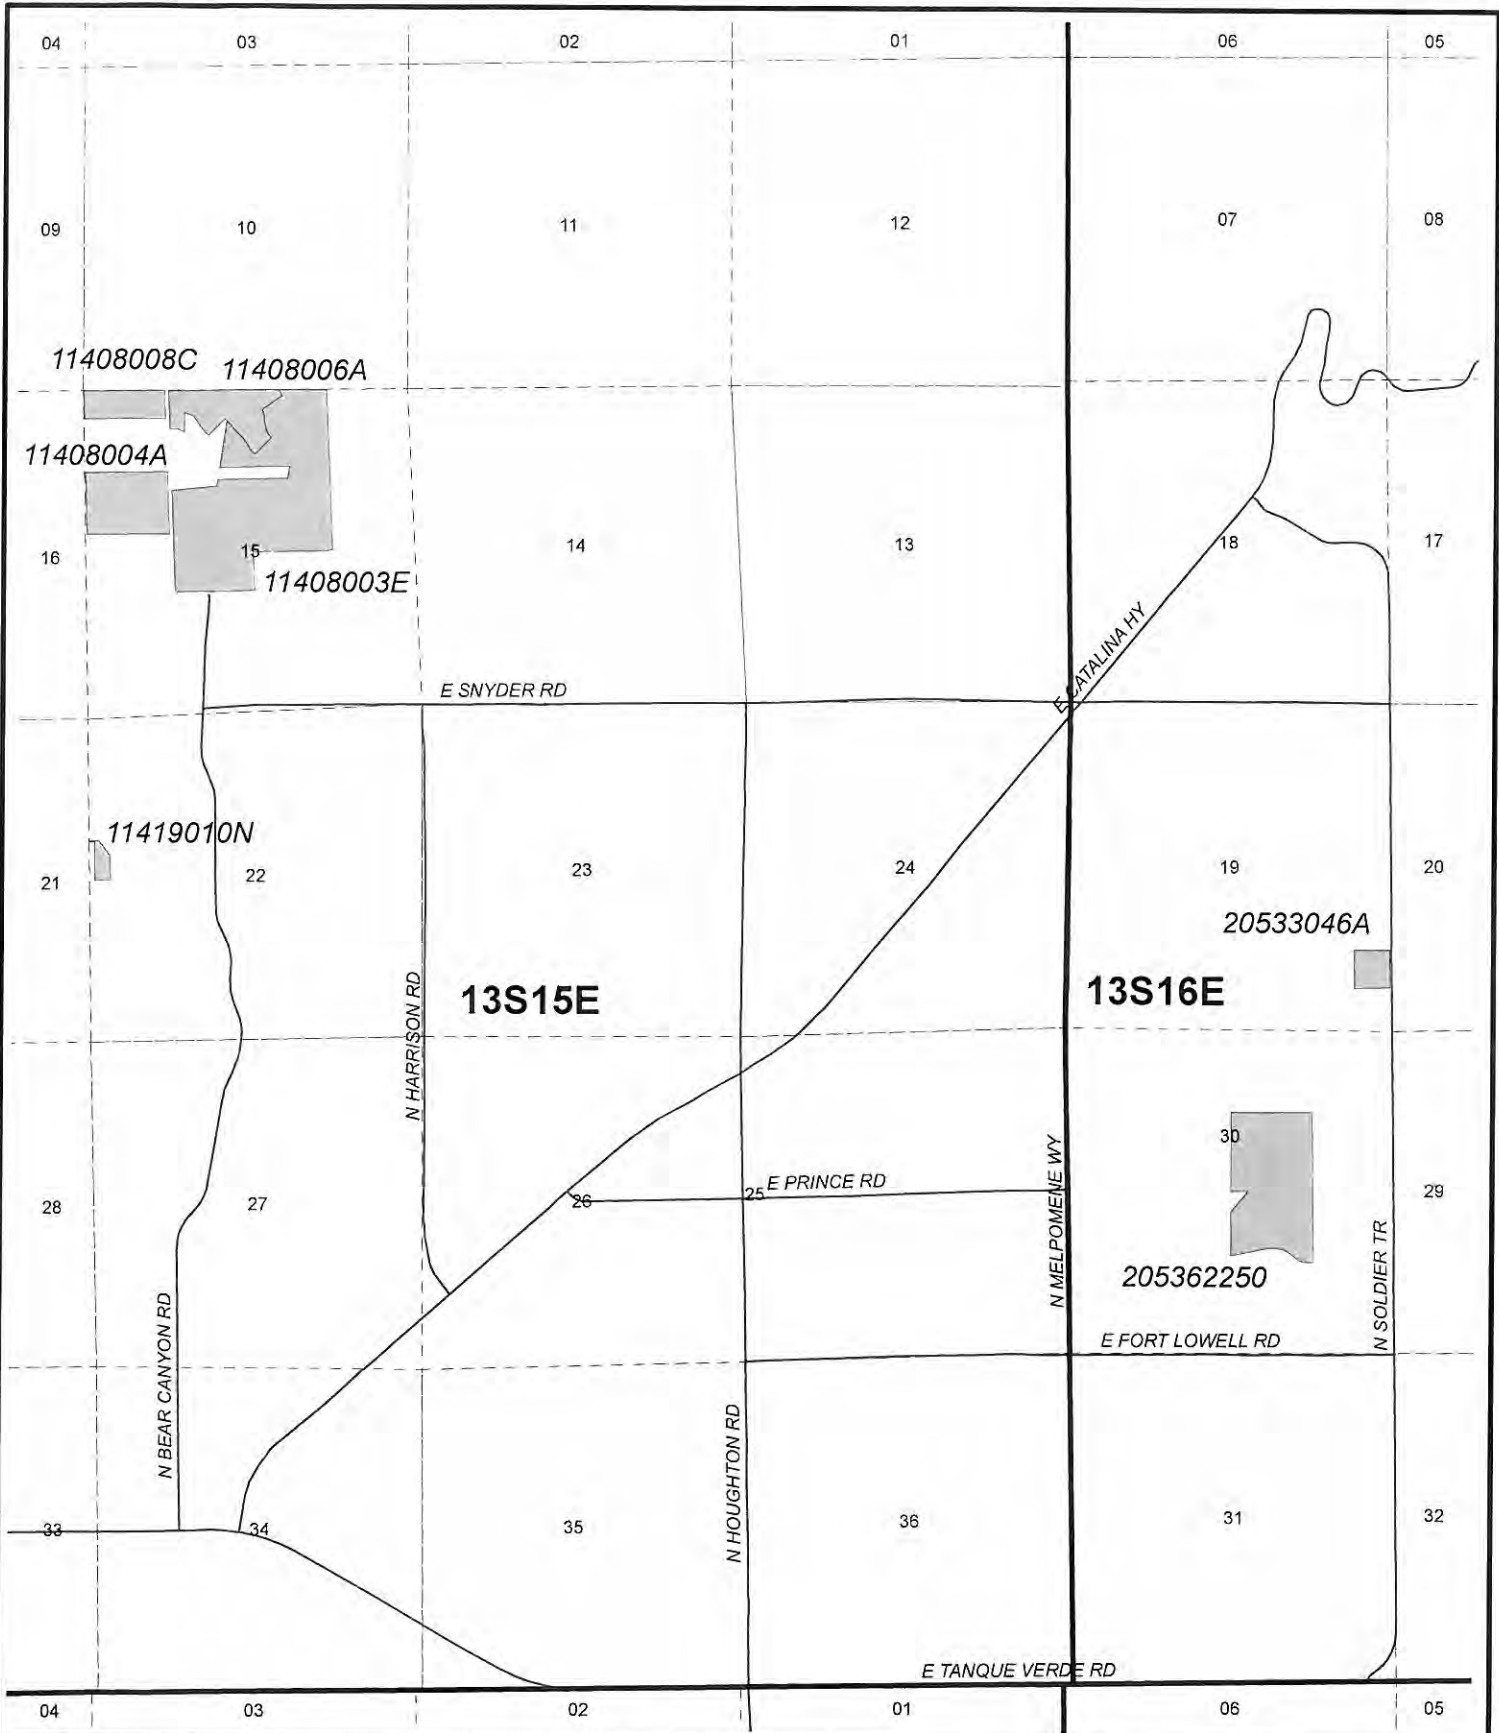 04 03 02 01 06 05
09 10 11 12 07 08
11408008C 11408006A
11408004A
16 15 14 13 18 17
11408003E
E CATALINA HY
E SNYDER RD
11419010N
21 22 23 24 19 20
20533046A
13S15E 13S16E
N HARRISON RD
30
28 27 26 25 E PRINCE RD 29
N MELPOMENE WY
205362250
N SOLDIER TR
E FORT LOWELL RD
N BEAR CANYON RD
N HOUGHTON RD
33 34 35 36 31 32
E TANQUE VERDE RD
04 03 02 01 06 05